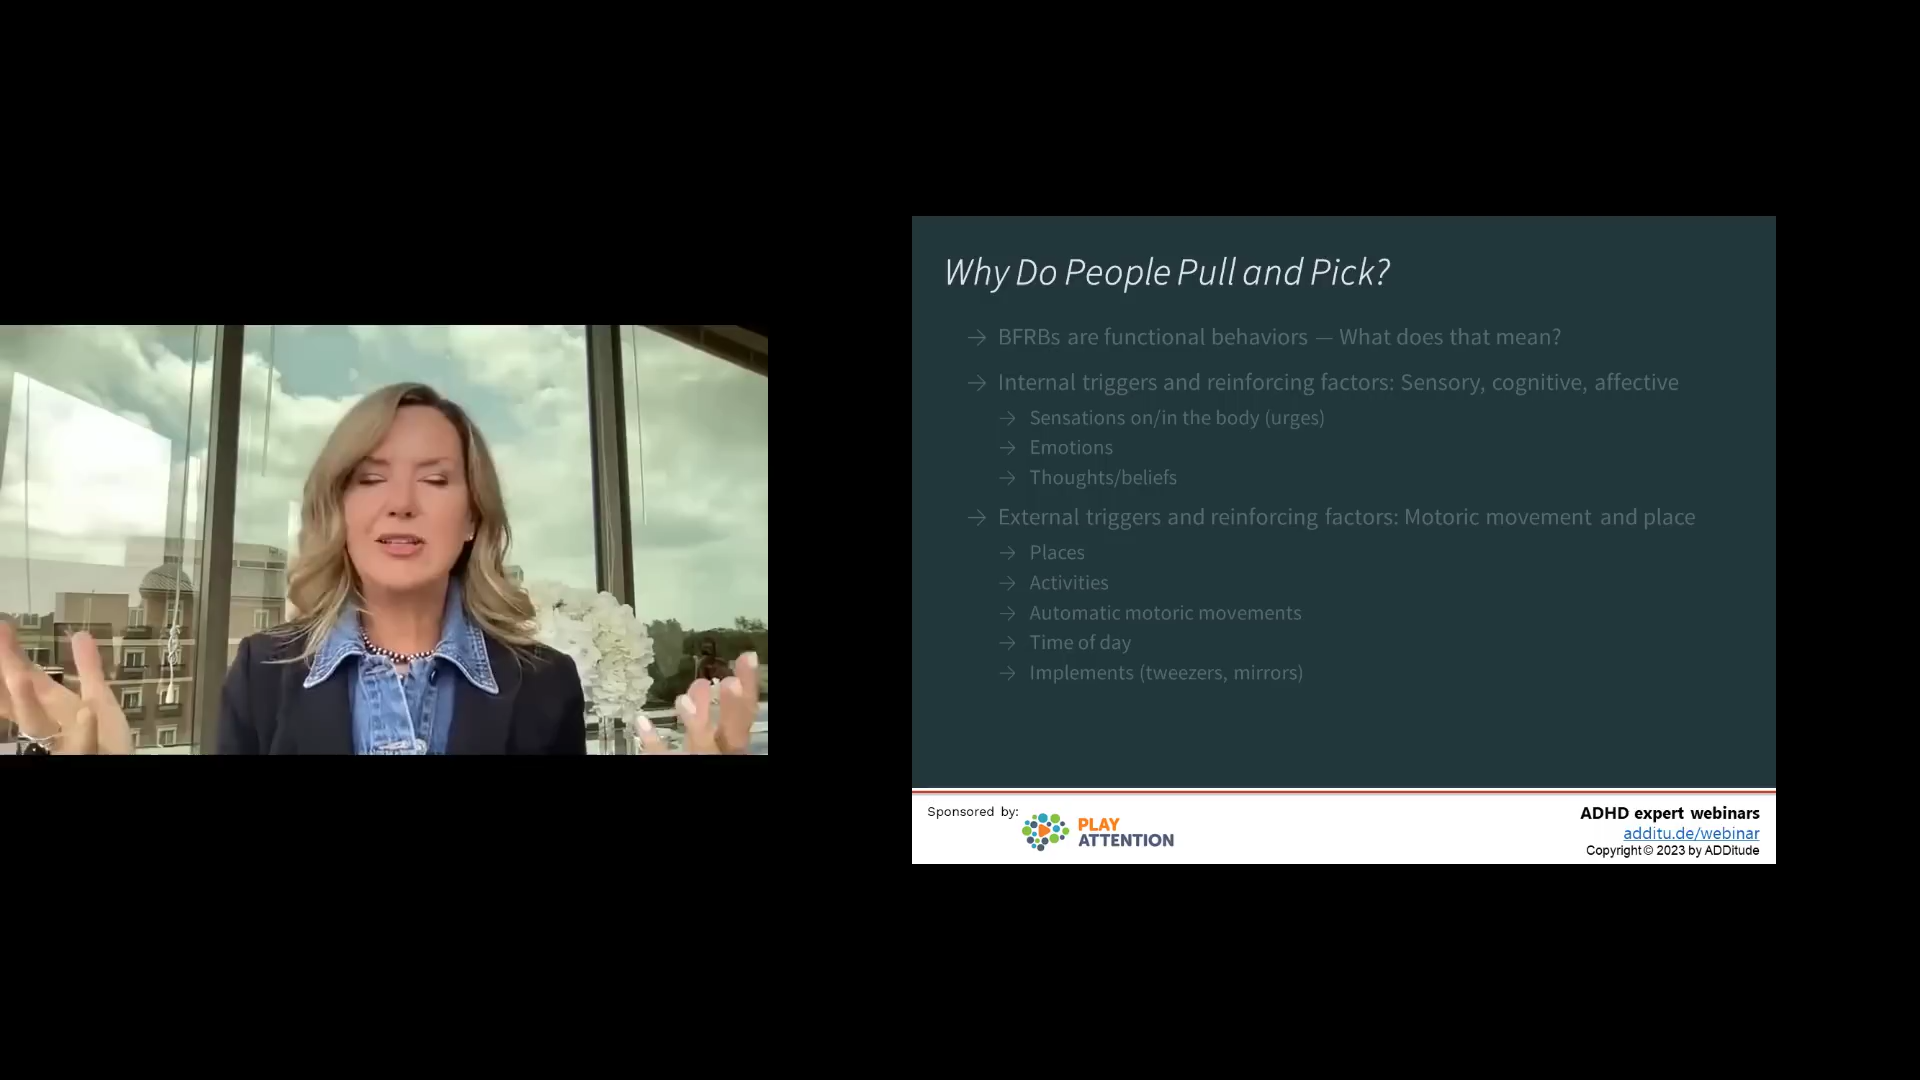 Why Do People Pull and Pick?
→ BFRBs are functional behaviors — What does that mean?
→ Internal triggers and reinforcing factors: Sensory, cognitive, affective
→ Sensations on/in the body (urges)
→ Emotions
→ Thoughts/beliefs
→ External triggers and reinforcing factors: Motoric movement and place
→ Places
→ Activities
→ Automatic motoric movements
→ Time of day
→ Implements (tweezers, mirrors)
Sponsored by:
PLAY
ATTENTION
ADHD expert webinars
additu.de/webinar
Copyright © 2023 by ADDitude